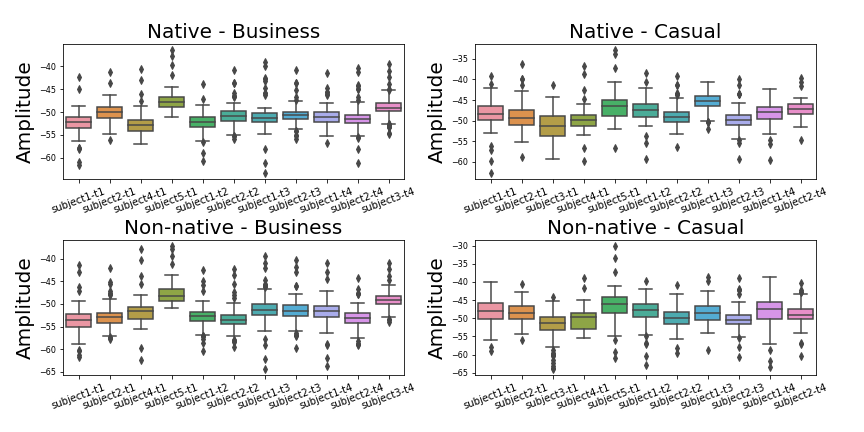 Native - Business
Amplitude
−40
−45
−50
−55
−60
subject1-t1
subject2-t1
subject4-t1
subject5-t1
subject1-t2
subject2-t2
subject1-t3
subject2-t3
subject1-t4
subject2-t4
subject3-t4
Native - Casual
Amplitude
−35
−40
−45
−50
−55
−60
subject1-t1
subject2-t1
subject3-t1
subject4-t1
subject5-t1
subject1-t2
subject2-t2
subject1-t3
subject2-t3
subject1-t4
subject2-t4
Non-native - Business
Amplitude
−40
−45
−50
−55
−60
−65
subject1-t1
subject2-t1
subject4-t1
subject5-t1
subject1-t2
subject2-t2
subject1-t3
subject2-t3
subject1-t4
subject2-t4
subject3-t4
Non-native - Casual
Amplitude
−30
−35
−40
−45
−50
−55
−60
−65
subject1-t1
subject2-t1
subject3-t1
subject4-t1
subject5-t1
subject1-t2
subject2-t2
subject1-t3
subject2-t3
subject1-t4
subject2-t4